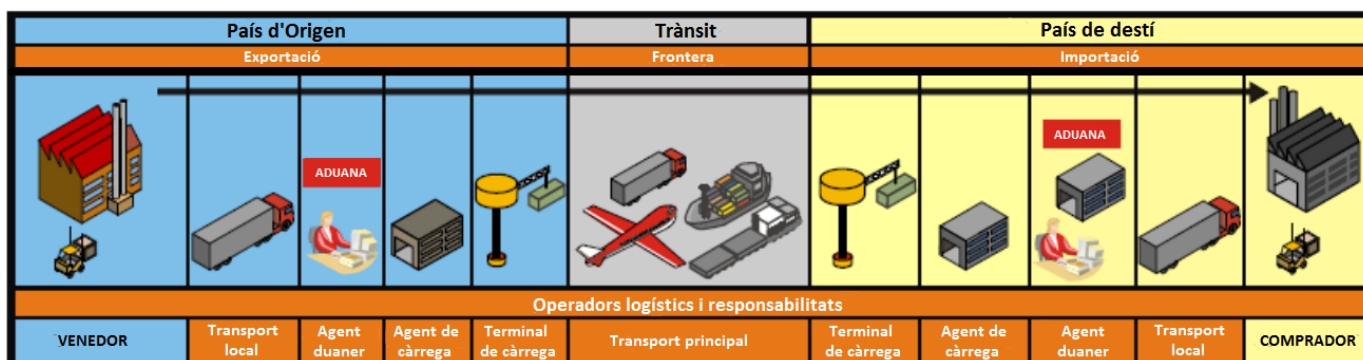 País d'Origen
Trànsit
País de destí
Exportació
Frontera
Importació
ADUANA
ADUANA
Operadors logístics i responsabilitats
VENEDOR
Transport
local
Agent
duaner
Agent de
càrrega
Terminal
de càrrega
Transport principal
Terminal
de càrrega
Agent de
càrrega
Agent
duaner
Transport
local
COMPRADOR